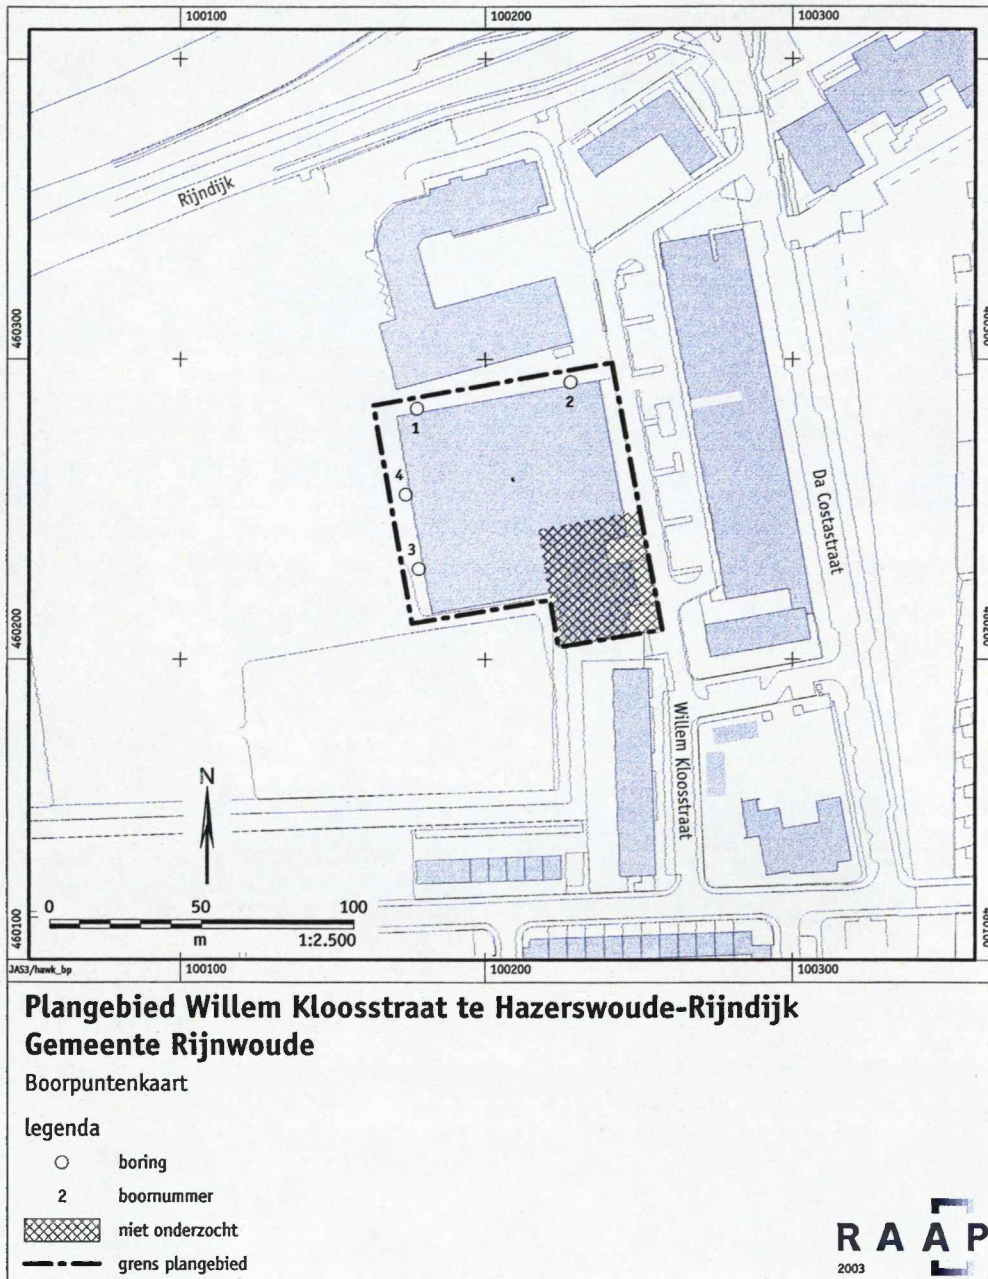 100100
100200
100300
Rijndijk
460300
460300
1
2
4
3
Da Costastraat
460200
460200
Willem Kloosstraat
N
0
50
100
m
1:2.500
460100
460100
JAS3/hawk_bp
100100
100200
100300
Plangebied Willem Kloosstraat te Hazerswoude-Rijndijk
Gemeente Rijnwoude
Boorpuntenkaart
legenda
boring
2
boornummer
niet onderzocht
grens plangebied
RAAP
2003